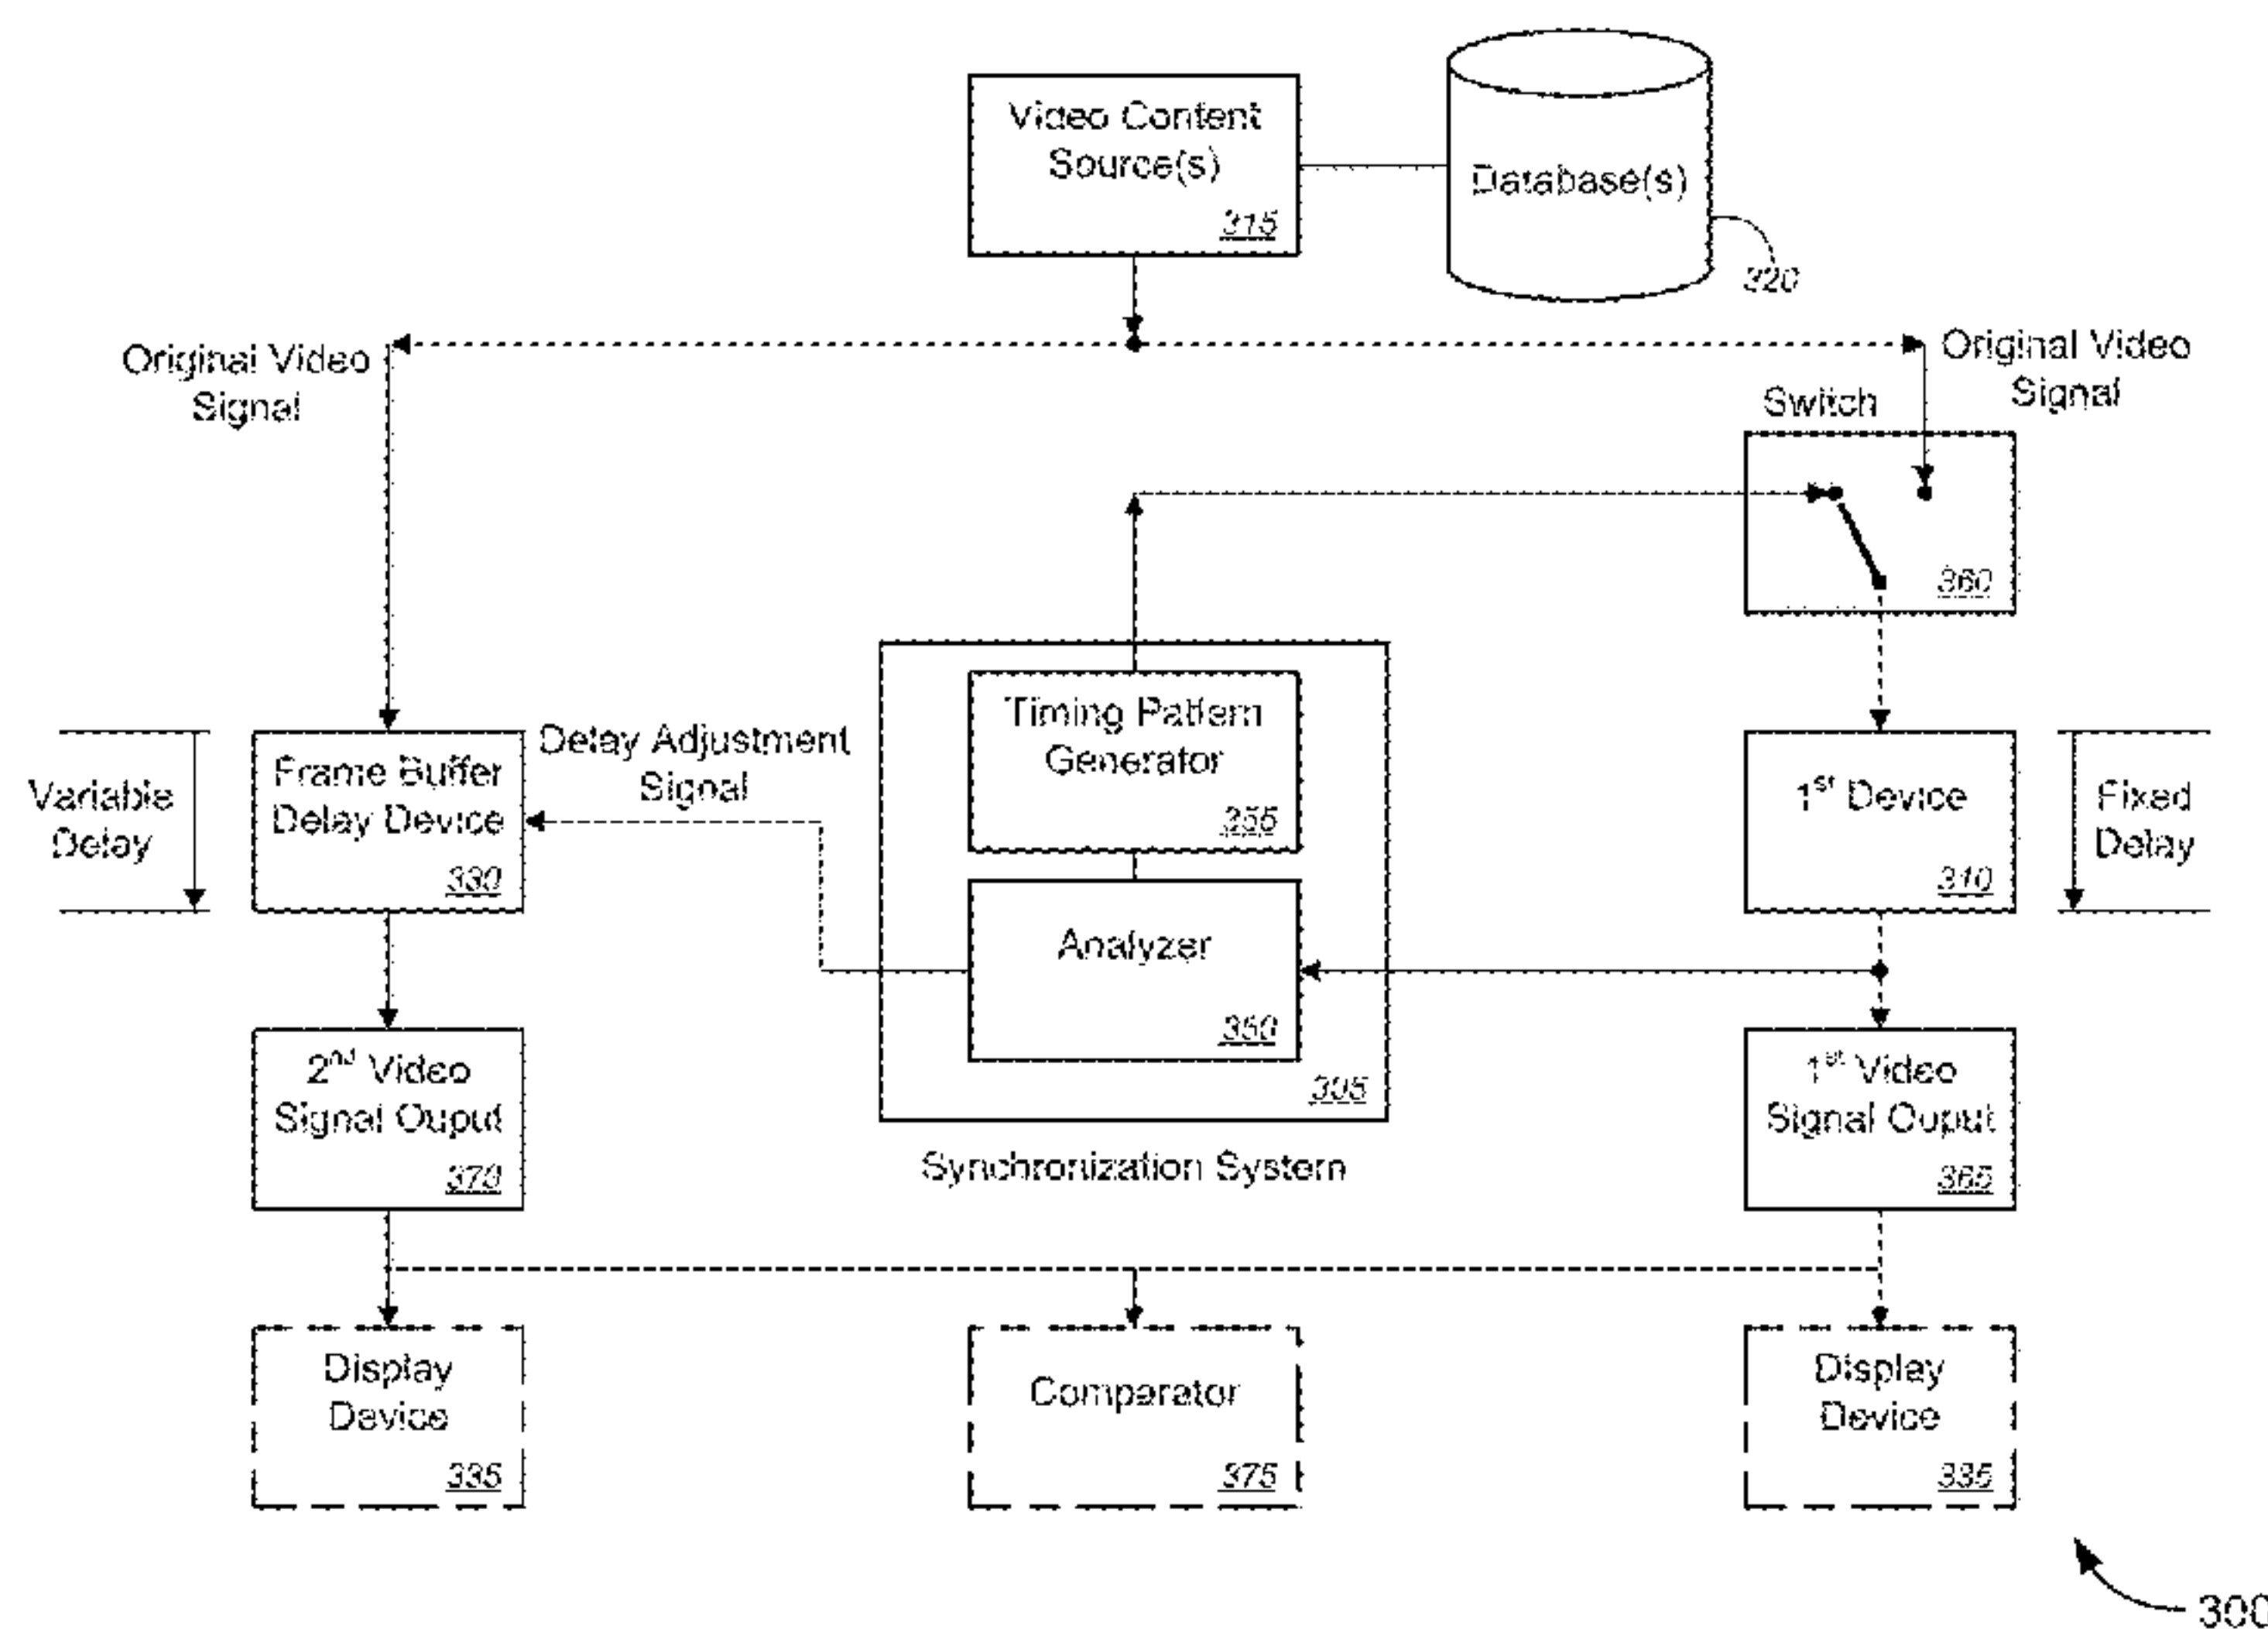 Video Content
Source(s)
315
Database(s)
320
Original Video
Signal
Original Video
Signal
Switch
360
Timing Pattern
Generator
355
Delay Adjustment
Signal
Variable
Delay
Frame Buffer
Delay Device
330
1st Device
310
Fixed
Delay
Analyzer
350
305
Synchronization System
2nd Video
Signal Ouput
370
1st Video
Signal Ouput
365
Display
Device
335
Comparator
375
Display
Device
335
300